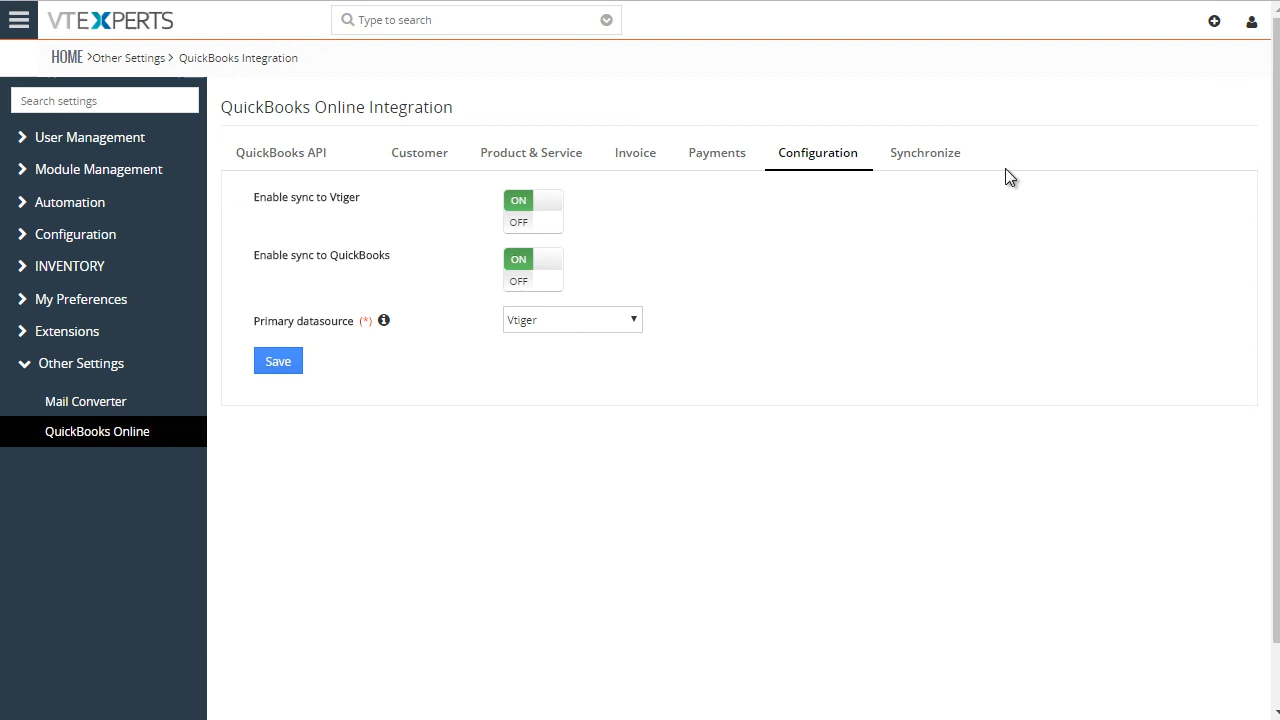 VTEXPERTS
Type to search
HOME >Other Settings > QuickBooks Integration
Search settings
User Management
Module Management
Automation
Configuration
INVENTORY
My Preferences
Extensions
Other Settings
Mail Converter
QuickBooks Online
QuickBooks Online Integration
QuickBooks API Customer Product & Service Invoice Payments Configuration Synchronize
Enable sync to Vtiger
ON
OFF
Enable sync to QuickBooks
ON
OFF
Primary datasource (*)
Vtiger
Save